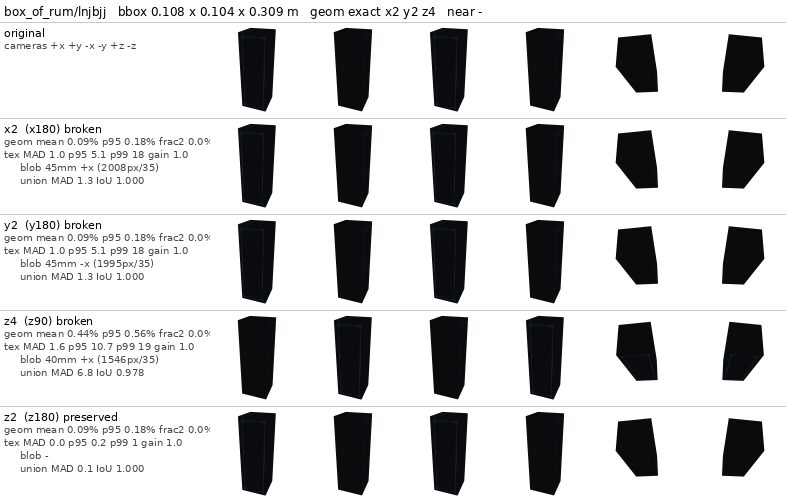 box_of_rum/lnjbjj   bbox 0.108 x 0.104 x 0.309 m   geom exact x2 y2 z4   near -
original
cameras +x +y -x -y +z -z
x2  (x180) broken
geom mean 0.09% p95 0.18% frac2 0.0%
tex MAD 1.0 p95 5.1 p99 18 gain 1.0
blob 45mm +x (2008px/35)
union MAD 1.3 IoU 1.000
y2  (y180) broken
geom mean 0.09% p95 0.18% frac2 0.0%
tex MAD 1.0 p95 5.1 p99 18 gain 1.0
blob 45mm -x (1995px/35)
union MAD 1.3 IoU 1.000
z4  (z90) broken
geom mean 0.44% p95 0.56% frac2 0.0%
tex MAD 1.6 p95 10.7 p99 19 gain 1.0
blob 40mm +x (1546px/35)
union MAD 6.8 IoU 0.978
z2  (z180) preserved
geom mean 0.09% p95 0.18% frac2 0.0%
tex MAD 0.0 p95 0.2 p99 1 gain 1.0
blob -
union MAD 0.1 IoU 1.000